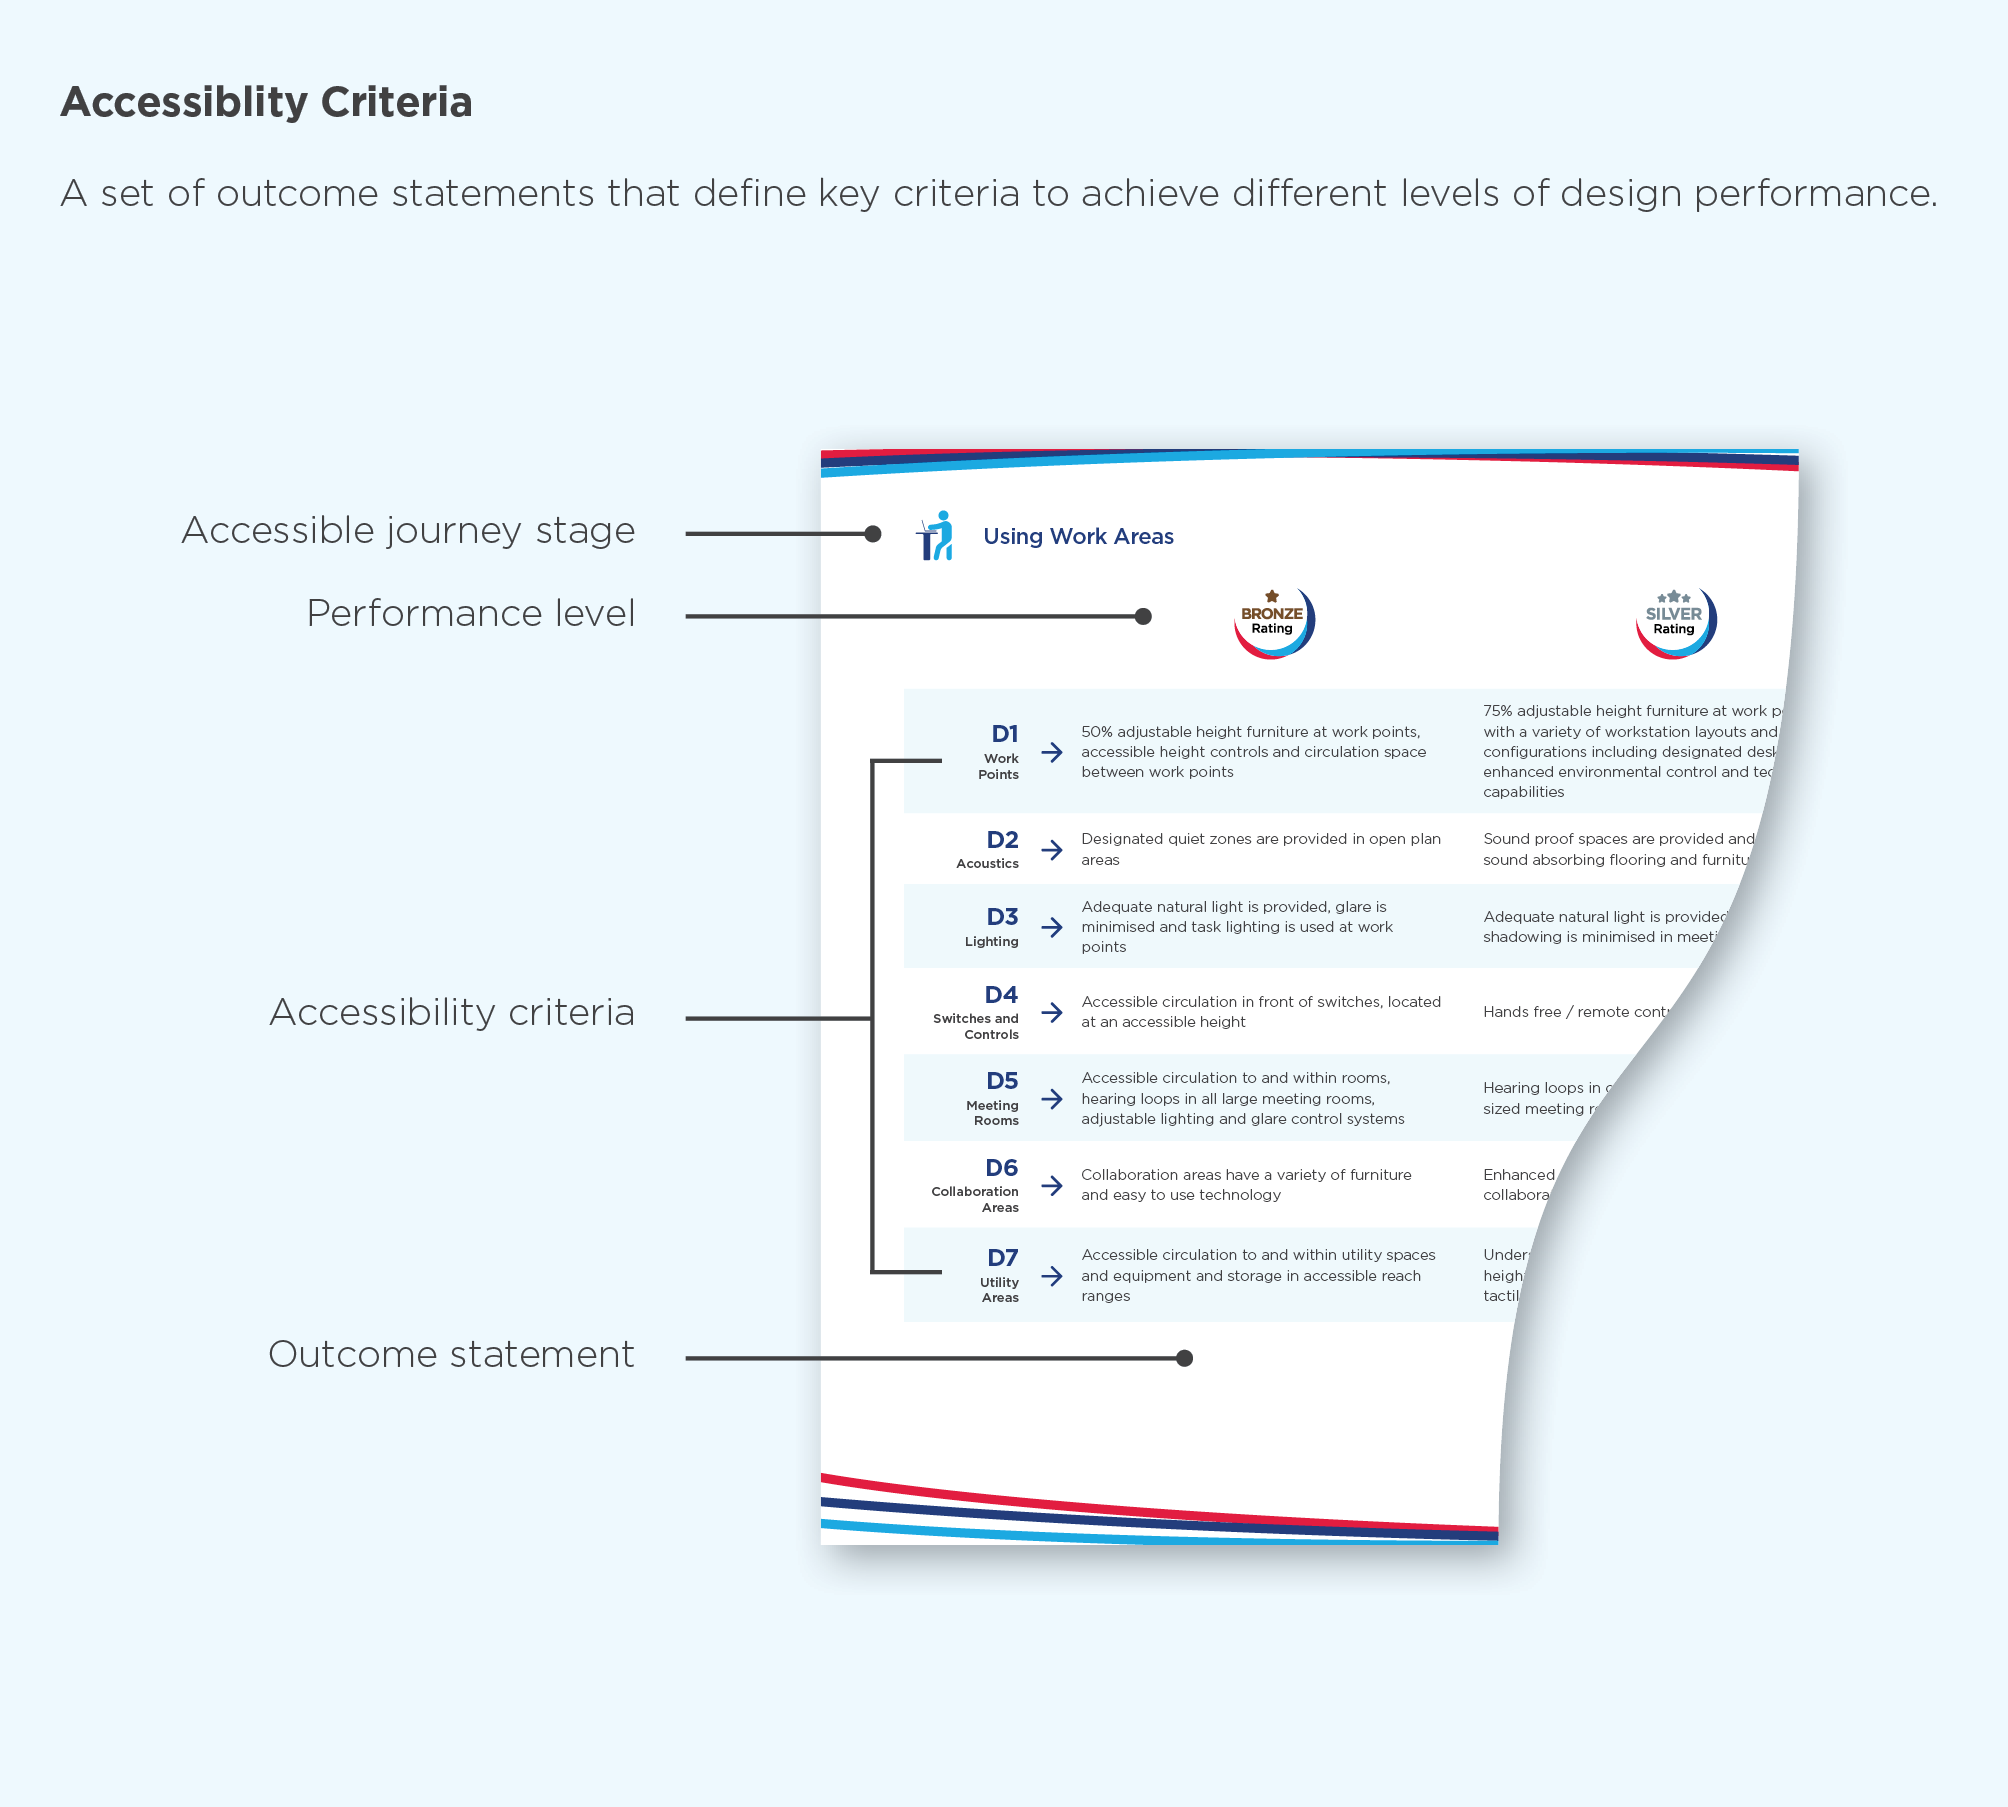 Accessiblity Criteria
A set of outcome statements that define key criteria to achieve different levels of design performance.
Accessible journey stage
Using Work Areas
Performance level
BRONZE
Rating
SILVER
Rating
Accessibility criteria
D1
Work
Points
50% adjustable height furniture at work points,
accessible height controls and circulation space
between work points
75% adjustable height furniture at work
with a variety of workstation layouts and
configurations including designated
enhanced environmental control and
capabilities
D2
Acoustics
Designated quiet zones are provided in open plan
areas
Sound proof spaces are provided and
sound absorbing flooring and
D3
Lighting
Adequate natural light is provided, glare is
minimised and task lighting is used at work
points
Adequate natural light is provided
shadowing is minimised in
D4
Switches and
Controls
Accessible circulation in front of switches, located
at an accessible height
Hands free / remote
D5
Meeting
Rooms
Accessible circulation to and within rooms,
hearing loops in all large meeting rooms,
adjustable lighting and glare control systems
Hearing loops in
sized meeting
D6
Collaboration
Areas
Collaboration areas have a variety of furniture
and easy to use technology
Enhanced
D7
Utility
Areas
Accessible circulation to and within utility spaces
and equipment and storage in accessible reach
ranges
Outcome statement